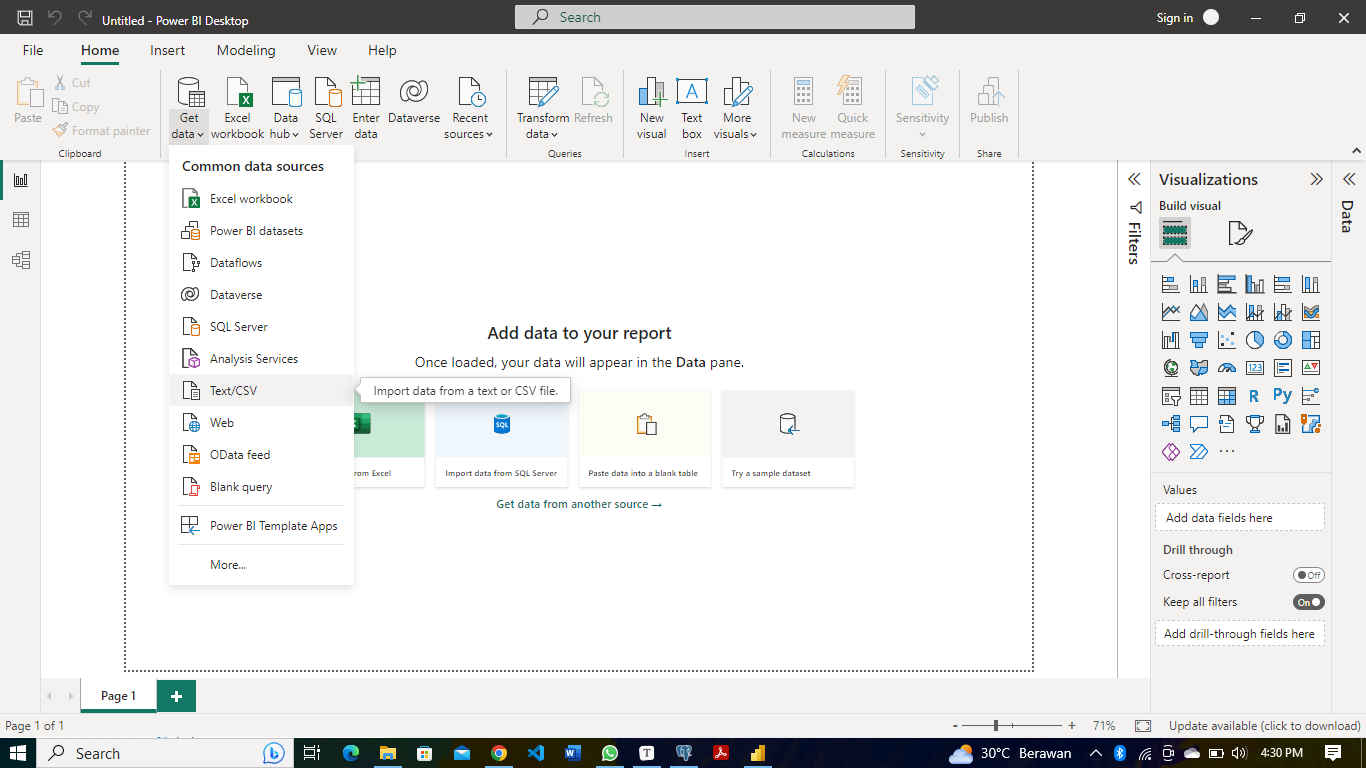 Untitled - Power BI Desktop
Search
Sign in
File Home Insert Modeling View Help
Paste
Cut
Copy
Format painter
Clipboard
Get data
Excel workbook
Data hub
SQL Server
Enter data
Dataverse
Recent sources
Transform data
Refresh
Queries
New visual
Text box
More visuals
Insert
New measure
Quick measure
Calculations
Sensitivity
Sensitivity
Publish
Share
Common data sources
Excel workbook
Power BI datasets
Dataflows
Dataverse
SQL Server
Analysis Services
Text/CSV
Web
OData feed
Blank query
Power BI Template Apps
More...
Import data from a text or CSV file.
Add data to your report
Once loaded, your data will appear in the Data pane.
rom Excel
SQL
Import data from SQL Server
Paste data into a blank table
Try a sample dataset
Get data from another source →
Filters
Visualizations
Build visual
123
R
Py
Values
Add data fields here
Drill through
Cross-report
Off
Keep all filters
On
Add drill-through fields here
Data
Page 1
Page 1 of 1
- + 71%
Update available (click to download)
Search
30°C Berawan
4:30 PM